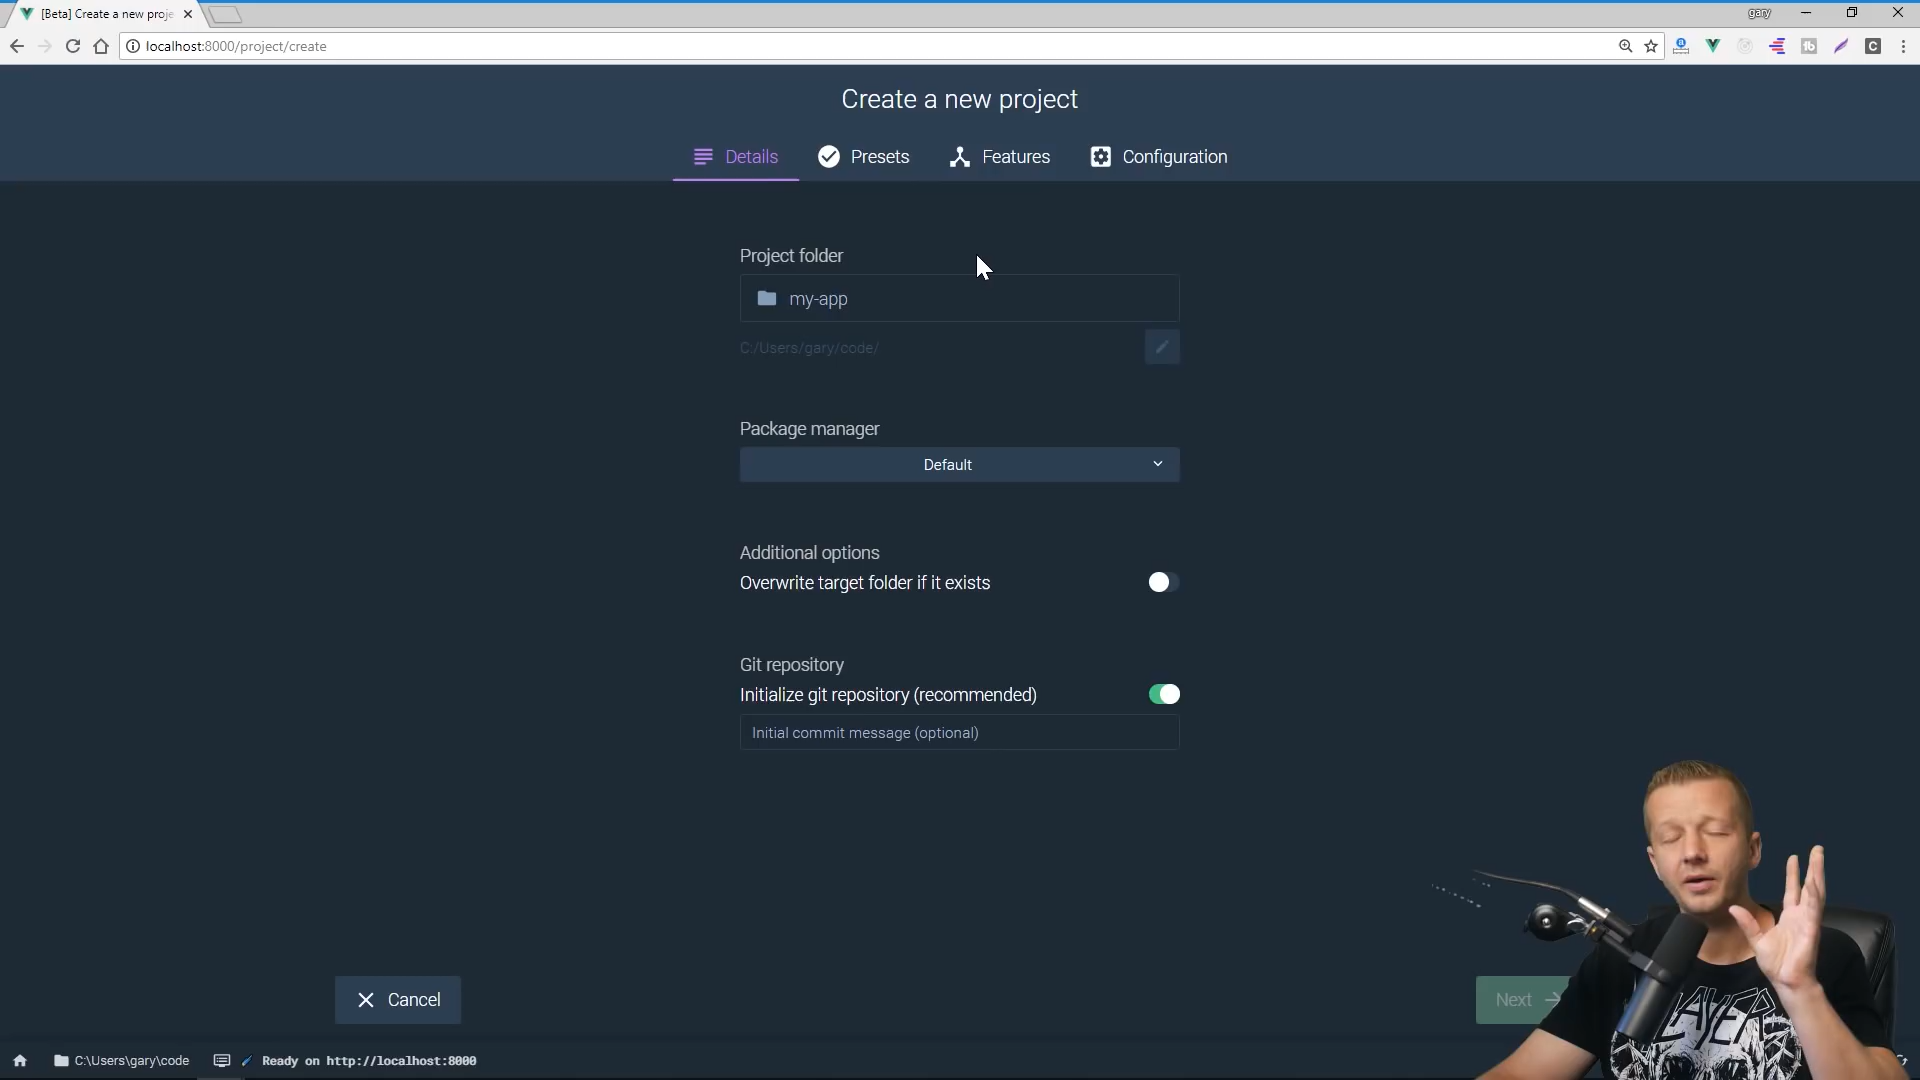 [Beta] Create a new proje
gary
localhost:8000/project/create
Create a new project
Details
Presets
Features
Configuration
Project folder
my-app
C:/Users/gary/code/
Package manager
Default
Additional options
Overwrite target folder if it exists
Git repository
Initialize git repository (recommended)
Initial commit message (optional)
Cancel
Next
SLAYER
C:\Users\gary\code
Ready on http://localhost:8000